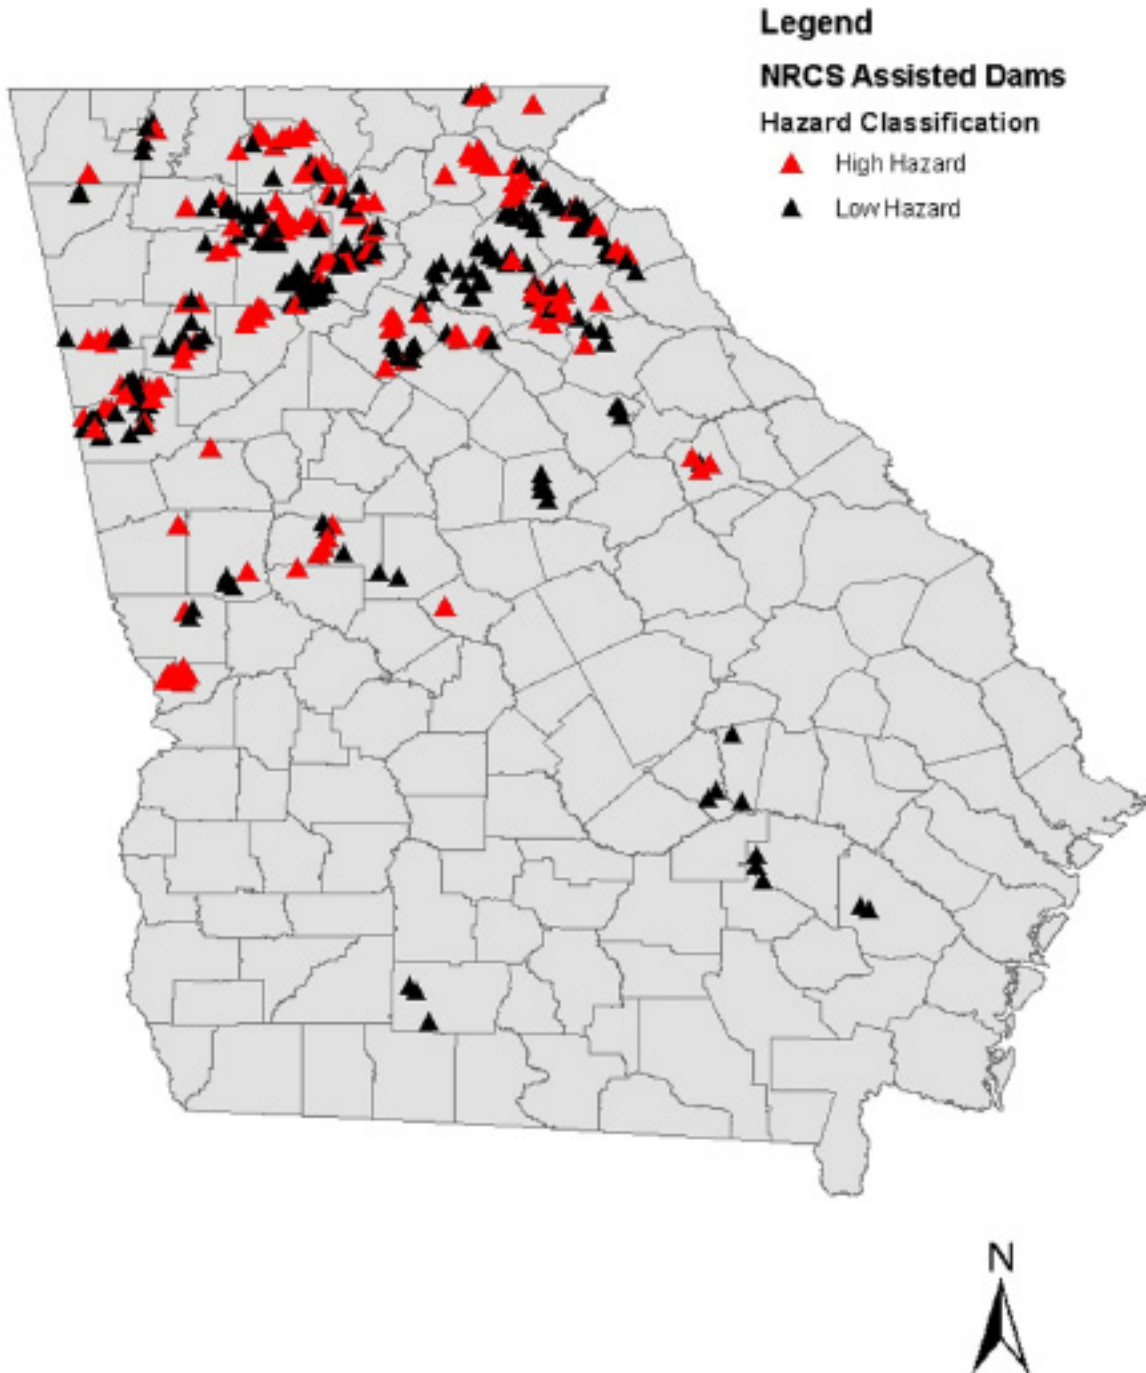 Legend
NRCS Assisted Dams
Hazard Classification
High Hazard
Low Hazard
N